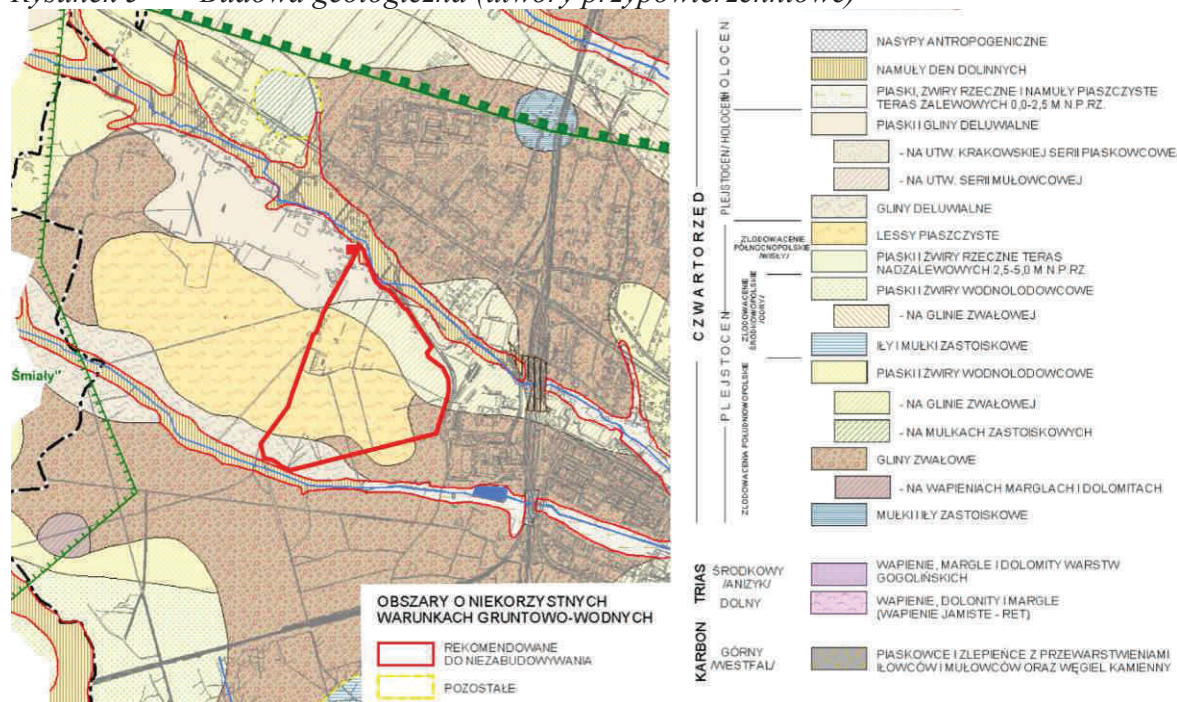 Budowa geologiczna (utwory przypowierzchniowe)
Śmiały"
OBSZARY O NIEKORZYSTNYCH
WARUNKACH GRUNTOWO-WODNYCH
REKOMENDOWANE
DO NIEZABUDOWYWANIA
POZOSTAŁE
CZWARTORZĘD
HOLOCEN
PLEJSTOCEN/HOLOCEN
PLEJSTOCEN
ZLODOWACENIE
PÓŁNOCNOPOLSKIE
/WISŁY/
ZLODOWACENIE
ŚRODKOWOPOLSKIE
/ODRY/
ZLODOWACENIA POŁUDNIOWOPOLSKIE
NASYPY ANTROPOGENICZNE
NAMUŁY DEN DOLINNYCH
PIASKI, ŻWIRY RZECZNE I NAMUŁY PIASZCZYSTE
TERAS ZALEWOWYCH 0,0-2,5 M N.P.RZ.
PIASKI I GLINY DELUWIALNE
- NA UTW. KRAKOWSKIEJ SERII PIASKOWCOWEJ
- NA UTW. SERII MUŁOWCOWEJ
GLINY DELUWIALNE
LESSY PIASZCZYSTE
PIASKI I ŻWIRY RZECZNE TERAS
NADZALEWOWYCH 2,5-5,0 M N.P.RZ.
PIASKI I ŻWIRY WODNOLODOWCOWE
- NA GLINIE ZWAŁOWEJ
IŁY I MUŁKI ZASTOISKOWE
PIASKI I ŻWIRY WODNOLODOWCOWE
- NA GLINIE ZWAŁOWEJ
- NA MUŁKACH ZASTOISKOWYCH
GLINY ZWAŁOWE
- NA WAPIENIACH MARGLACH I DOLOMITACH
MUŁKI I IŁY ZASTOISKOWE
TRIAS
ŚRODKOWY
/ANIZYK/
WAPIENIE, MARGLE I DOLOMITY WARSTW
GOGOLIŃSKICH
DOLNY
WAPIENIE, DOLONITY I MARGLE
(WAPIENIE JAMISTE - RET)
KARBON
GÓRNY
/WESTFAL/
PIASKOWCE I ZLEPIEŃCE Z PRZEWARSTWIENIAMI
IŁOWCÓW I MUŁOWCÓW ORAZ WĘGIEL KAMIENNY